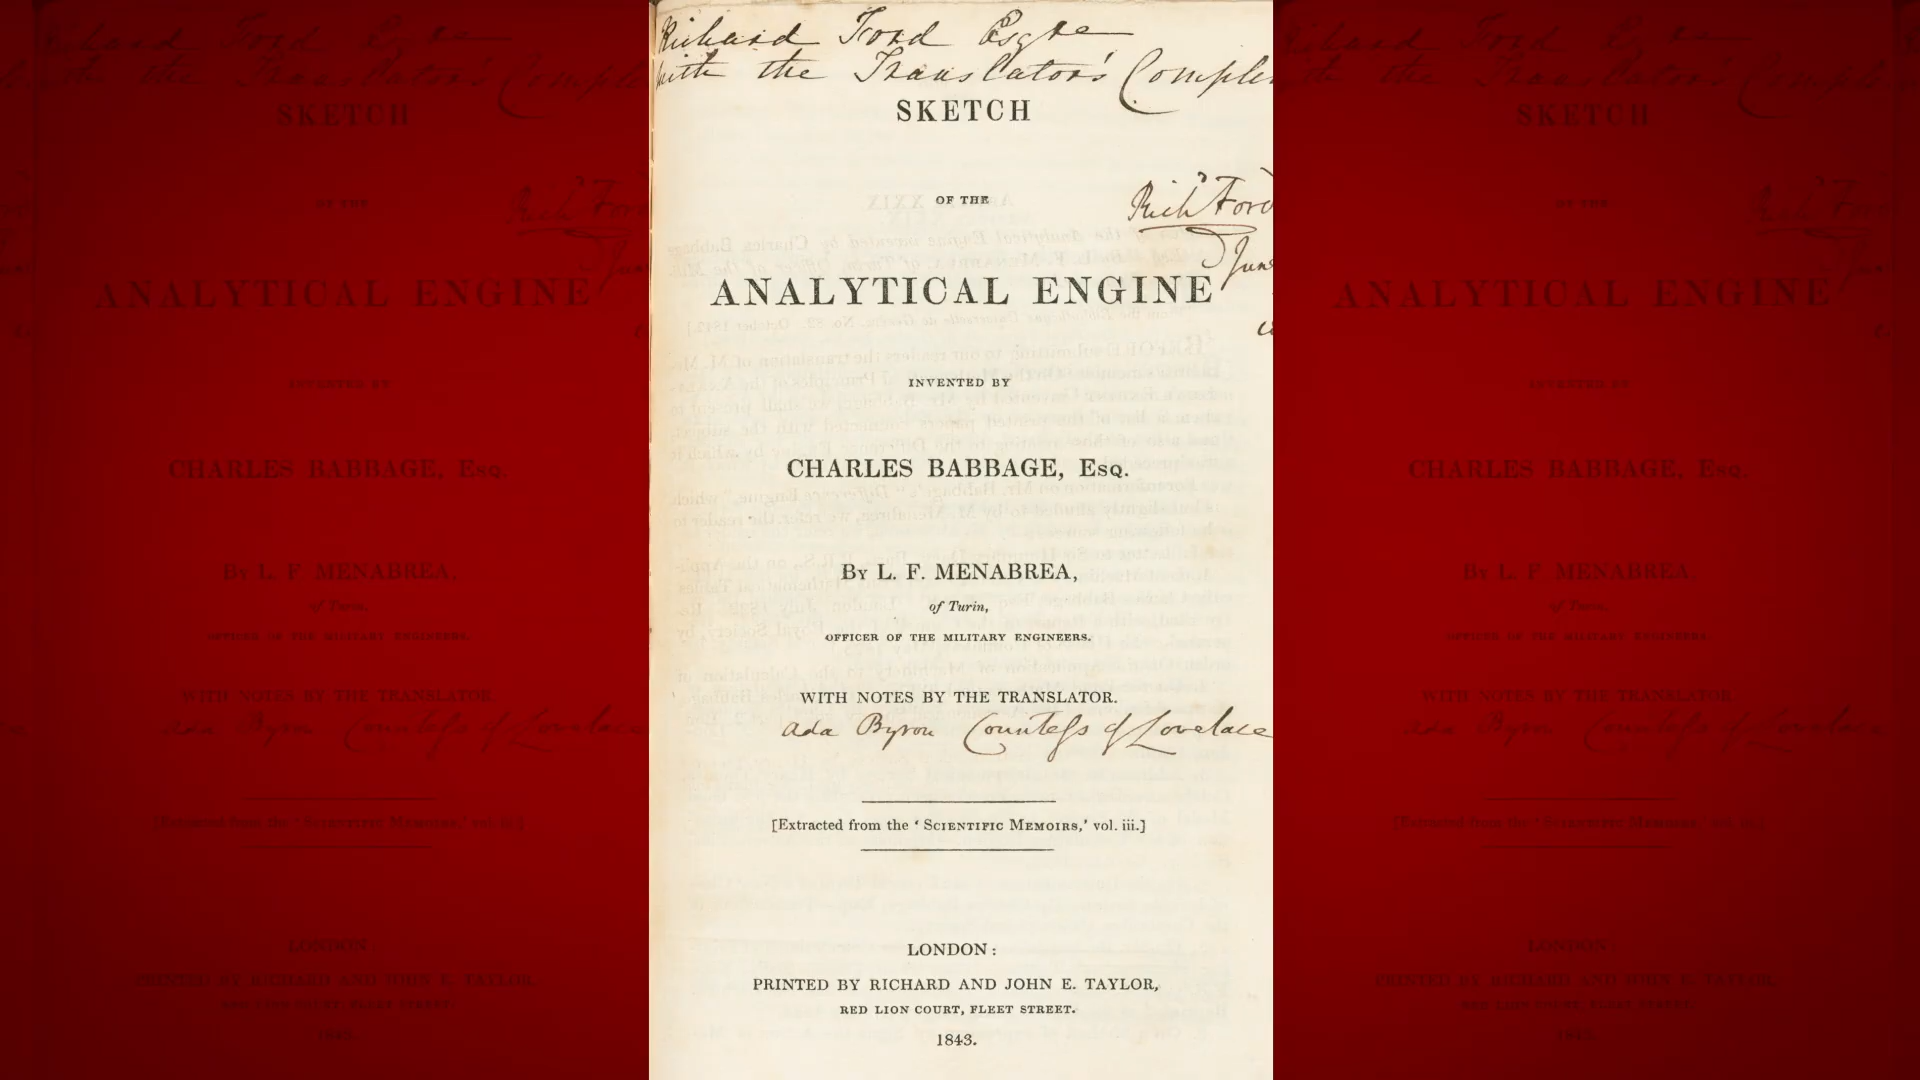 Richard Ford Esqre
with the Translator's
SKETCH
OF THE
Richd Ford
ANALYTICAL ENGINE
INVENTED BY
CHARLES BABBAGE, Esq.
By L. F. MENABREA,
of Turin,
OFFICER OF THE MILITARY ENGINEERS.
WITH NOTES BY THE TRANSLATOR.
ada Byron Countess of Lovelace
[Extracted from the ‘ Scientific Memoirs,’ vol. iii.]
LONDON:
PRINTED BY RICHARD AND JOHN E. TAYLOR,
RED LION COURT, FLEET STREET.
1843.